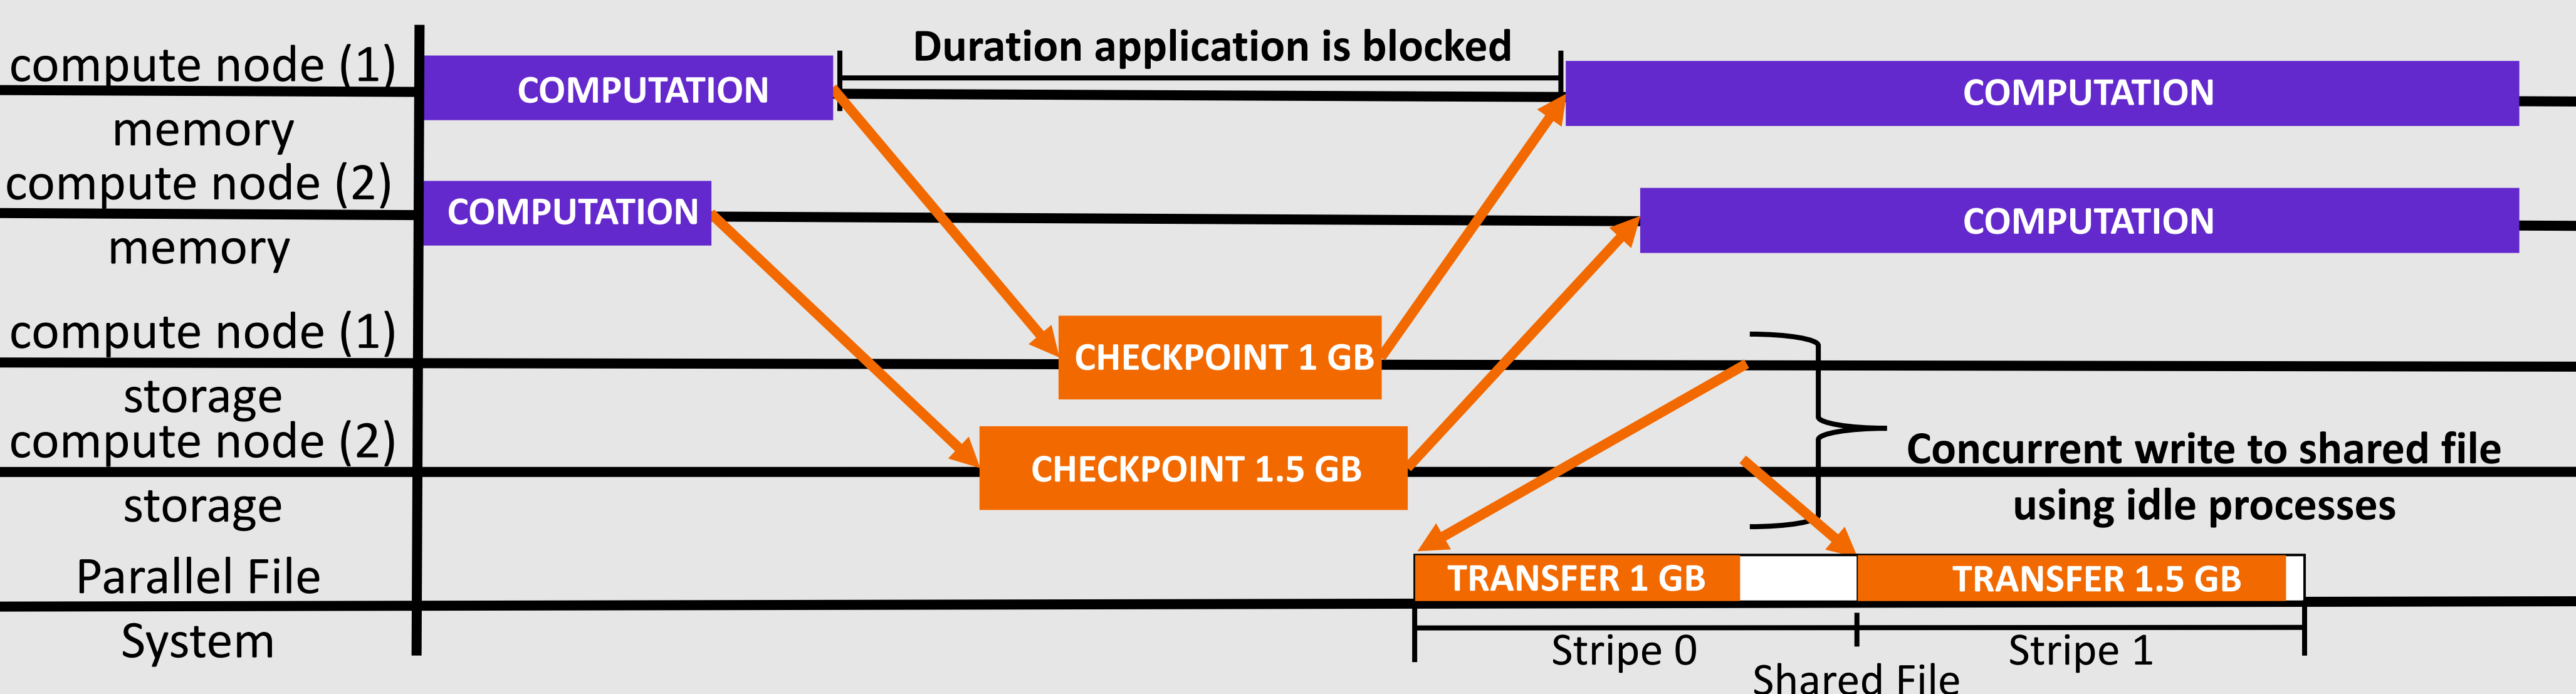 compute node (1)
memory
compute node (2)
memory
compute node (1)
storage
compute node (2)
storage
Parallel File
System
COMPUTATION
Duration application is blocked
COMPUTATION
COMPUTATION
COMPUTATION
CHECKPOINT 1 GB
CHECKPOINT 1.5 GB
Concurrent write to shared file
using idle processes
TRANSFER 1 GB
TRANSFER 1.5 GB
Stripe 0
Stripe 1
Shared File